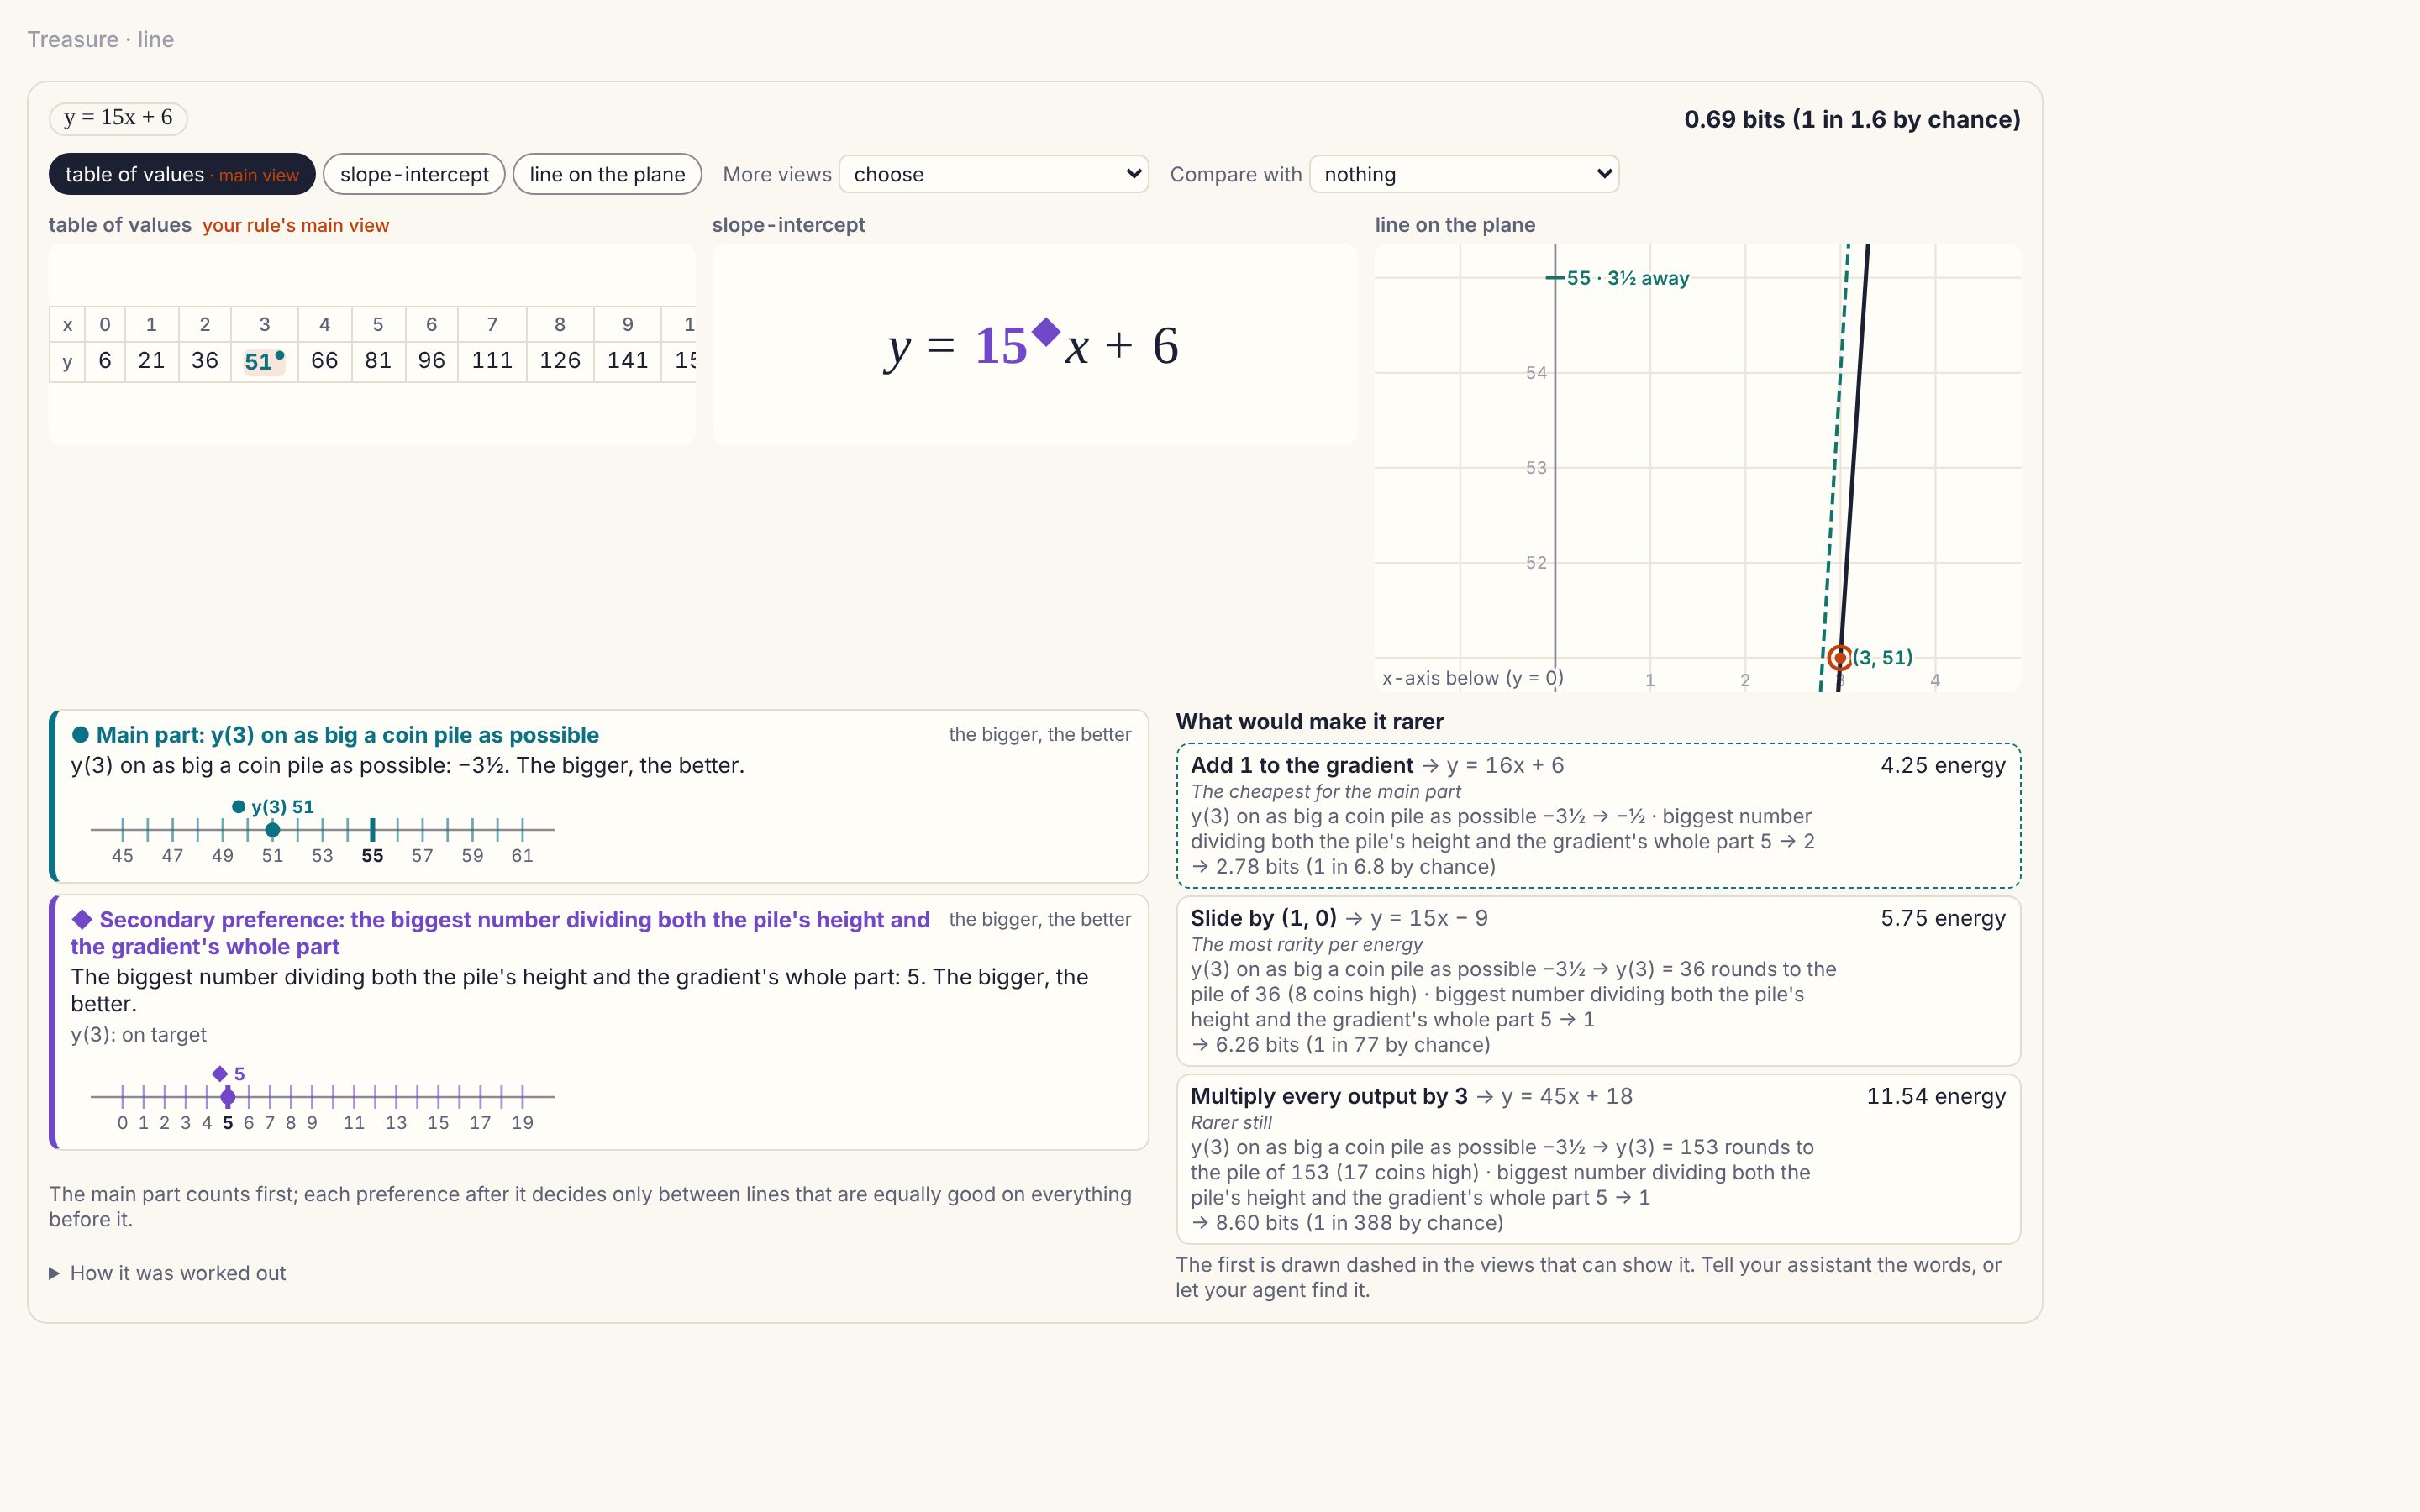 Treasure · line
y = 15x + 6
0.69 bits (1 in 1.6 by chance)
table of values · main view
slope-intercept
line on the plane
More views
choose
Compare with
nothing
table of values your rule's main view
x 0 1 2 3 4 5 6 7 8 9 1
y 6 21 36 51 66 81 96 111 126 141 15
slope-intercept
y = 15◆x + 6
line on the plane
55 · 3½ away
54
53
52
(3, 51)
x-axis below (y = 0)
1 2 3 4
● Main part: y(3) on as big a coin pile as possible
the bigger, the better
y(3) on as big a coin pile as possible: −3½. The bigger, the better.
● y(3) 51
45 47 49 51 53 55 57 59 61
◆ Secondary preference: the biggest number dividing both the pile's height and
the gradient's whole part
the bigger, the better
The biggest number dividing both the pile's height and the gradient's whole part: 5. The bigger, the
better.
y(3): on target
◆ 5
0 1 2 3 4 5 6 7 8 9 11 13 15 17 19
The main part counts first; each preference after it decides only between lines that are equally good on everything
before it.
▶ How it was worked out
What would make it rarer
Add 1 to the gradient → y = 16x + 6
4.25 energy
The cheapest for the main part
y(3) on as big a coin pile as possible −3½ → −½ · biggest number
dividing both the pile's height and the gradient's whole part 5 → 2
→ 2.78 bits (1 in 6.8 by chance)
Slide by (1, 0) → y = 15x − 9
5.75 energy
The most rarity per energy
y(3) on as big a coin pile as possible −3½ → y(3) = 36 rounds to the
pile of 36 (8 coins high) · biggest number dividing both the pile's
height and the gradient's whole part 5 → 1
→ 6.26 bits (1 in 77 by chance)
Multiply every output by 3 → y = 45x + 18
11.54 energy
Rarer still
y(3) on as big a coin pile as possible −3½ → y(3) = 153 rounds to
the pile of 153 (17 coins high) · biggest number dividing both the
pile's height and the gradient's whole part 5 → 1
→ 8.60 bits (1 in 388 by chance)
The first is drawn dashed in the views that can show it. Tell your assistant the words, or
let your agent find it.